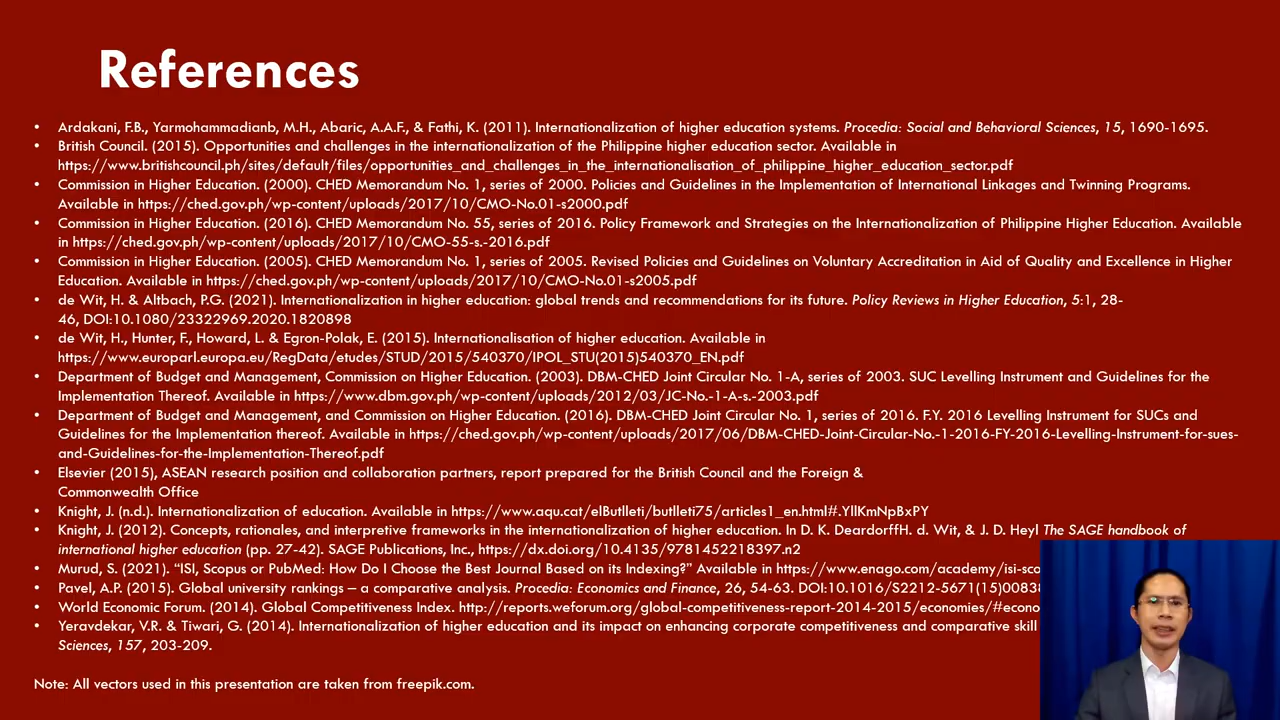 References
• Ardakani, F.B., Yarmohammadianb, M.H., Abaric, A.A.F., & Fathi, K. (2011). Internationalization of higher education systems. Procedia: Social and Behavioral Sciences, 15, 1690-1695.
• British Council. (2015). Opportunities and challenges in the internationalization of the Philippine higher education sector. Available in
https://www.britishcouncil.ph/sites/default/files/opportunities_and_challenges_in_the_internationalisation_of_philippine_higher_education_sector.pdf
• Commission in Higher Education. (2000). CHED Memorandum No. 1, series of 2000. Policies and Guidelines in the Implementation of International Linkages and Twinning Programs.
Available in https://ched.gov.ph/wp-content/uploads/2017/10/CMO-No.01-s2000.pdf
• Commission in Higher Education. (2016). CHED Memorandum No. 55, series of 2016. Policy Framework and Strategies on the Internationalization of Philippine Higher Education. Available
in https://ched.gov.ph/wp-content/uploads/2017/10/CMO-55-s.-2016.pdf
• Commission in Higher Education. (2005). CHED Memorandum No. 1, series of 2005. Revised Policies and Guidelines on Voluntary Accreditation in Aid of Quality and Excellence in Higher
Education. Available in https://ched.gov.ph/wp-content/uploads/2017/10/CMO-No.01-s2005.pdf
• de Wit, H. & Altbach, P.G. (2021). Internationalization in higher education: global trends and recommendations for its future. Policy Reviews in Higher Education, 5:1, 28-
46, DOI:10.1080/23322969.2020.1820898
• de Wit, H., Hunter, F., Howard, L. & Egron-Polak, E. (2015). Internationalisation of higher education. Available in
https://www.europarl.europa.eu/RegData/etudes/STUD/2015/540370/IPOL_STU(2015)540370_EN.pdf
• Department of Budget and Management, Commission on Higher Education. (2003). DBM-CHED Joint Circular No. 1-A, series of 2003. SUC Levelling Instrument and Guidelines for the
Implementation Thereof. Available in https://www.dbm.gov.ph/wp-content/uploads/2012/03/JC-No.-1-A-s.-2003.pdf
• Department of Budget and Management, and Commission on Higher Education. (2016). DBM-CHED Joint Circular No. 1, series of 2016. F.Y. 2016 Levelling Instrument for SUCs and
Guidelines for the Implementation thereof. Available in https://ched.gov.ph/wp-content/uploads/2017/06/DBM-CHED-Joint-Circular-No.-1-2016-FY-2016-Levelling-Instrument-for-sues-
and-Guidelines-for-the-Implementation-Thereof.pdf
• Elsevier (2015), ASEAN research position and collaboration partners, report prepared for the British Council and the Foreign &
Commonwealth Office
• Knight, J. (n.d.). Internationalization of education. Available in https://www.aqu.cat/elButlleti/butlleti75/articles1_en.html#.YllKmNpBxPY
• Knight, J. (2012). Concepts, rationales, and interpretive frameworks in the internationalization of higher education. In D. K. DeardorffH. d. Wit, & J. D. Heyl The SAGE handbook of
international higher education (pp. 27-42). SAGE Publications, Inc., https://dx.doi.org/10.4135/9781452218397.n2
• Murud, S. (2021). “ISI, Scopus or PubMed: How Do I Choose the Best Journal Based on its Indexing?” Available in https://www.enago.com/academy/isi-sco
• Pavel, A.P. (2015). Global university rankings – a comparative analysis. Procedia: Economics and Finance, 26, 54-63. DOI:10.1016/S2212-5671(15)0083
• World Economic Forum. (2014). Global Competitiveness Index. http://reports.weforum.org/global-competitiveness-report-2014-2015/economies/#econo
• Yeravdekar, V.R. & Tiwari, G. (2014). Internationalization of higher education and its impact on enhancing corporate competitiveness and comparative skill
Sciences, 157, 203-209.
Note: All vectors used in this presentation are taken from freepik.com.